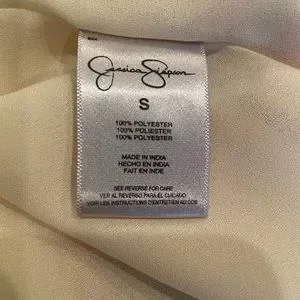 Jessica Simpson
S
100% POLYESTER
100% POLIESTER
100% POLYESTER
MADE IN INDIA
HECHO EN INDIA
FAIT EN INDE
SEE REVERSE FOR CARE
VER AL REVERSO PARA EL CUIDADO
VOIR LES INSTRUCTIONS D'ENTRETIEN AU DOS